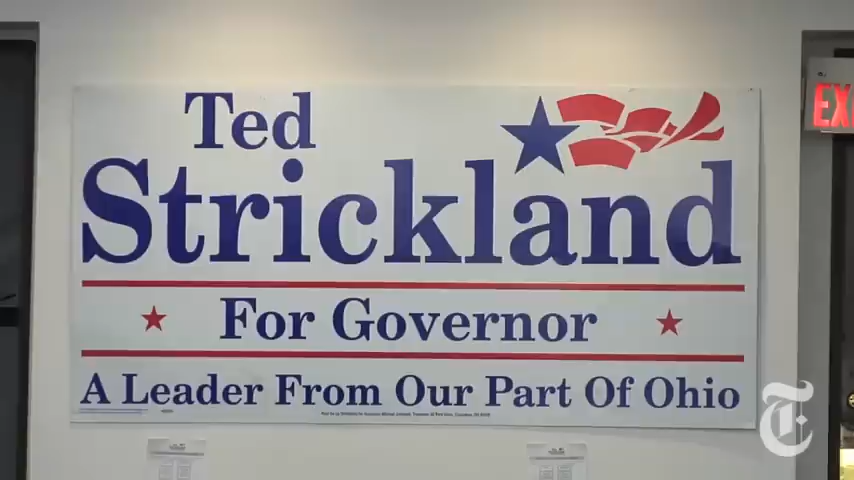 Ted
Strickland
For Governor
A Leader From Our Part Of Ohio
EX
T